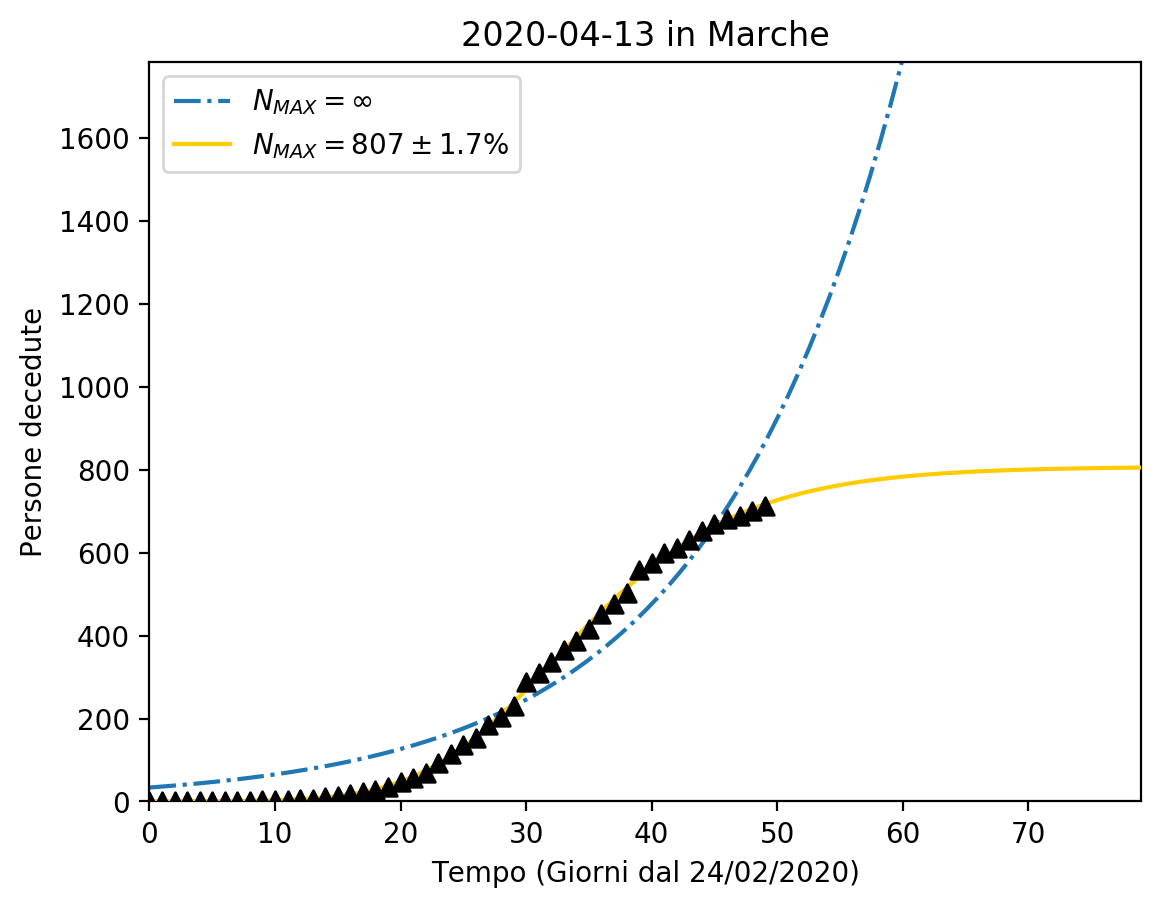 2020-04-13 in Marche
N_MAX = ∞
N_MAX = 807 ± 1.7%
1600
1400
1200
1000
800
600
400
200
0
Persone decedute
0 10 20 30 40 50 60 70
Tempo (Giorni dal 24/02/2020)